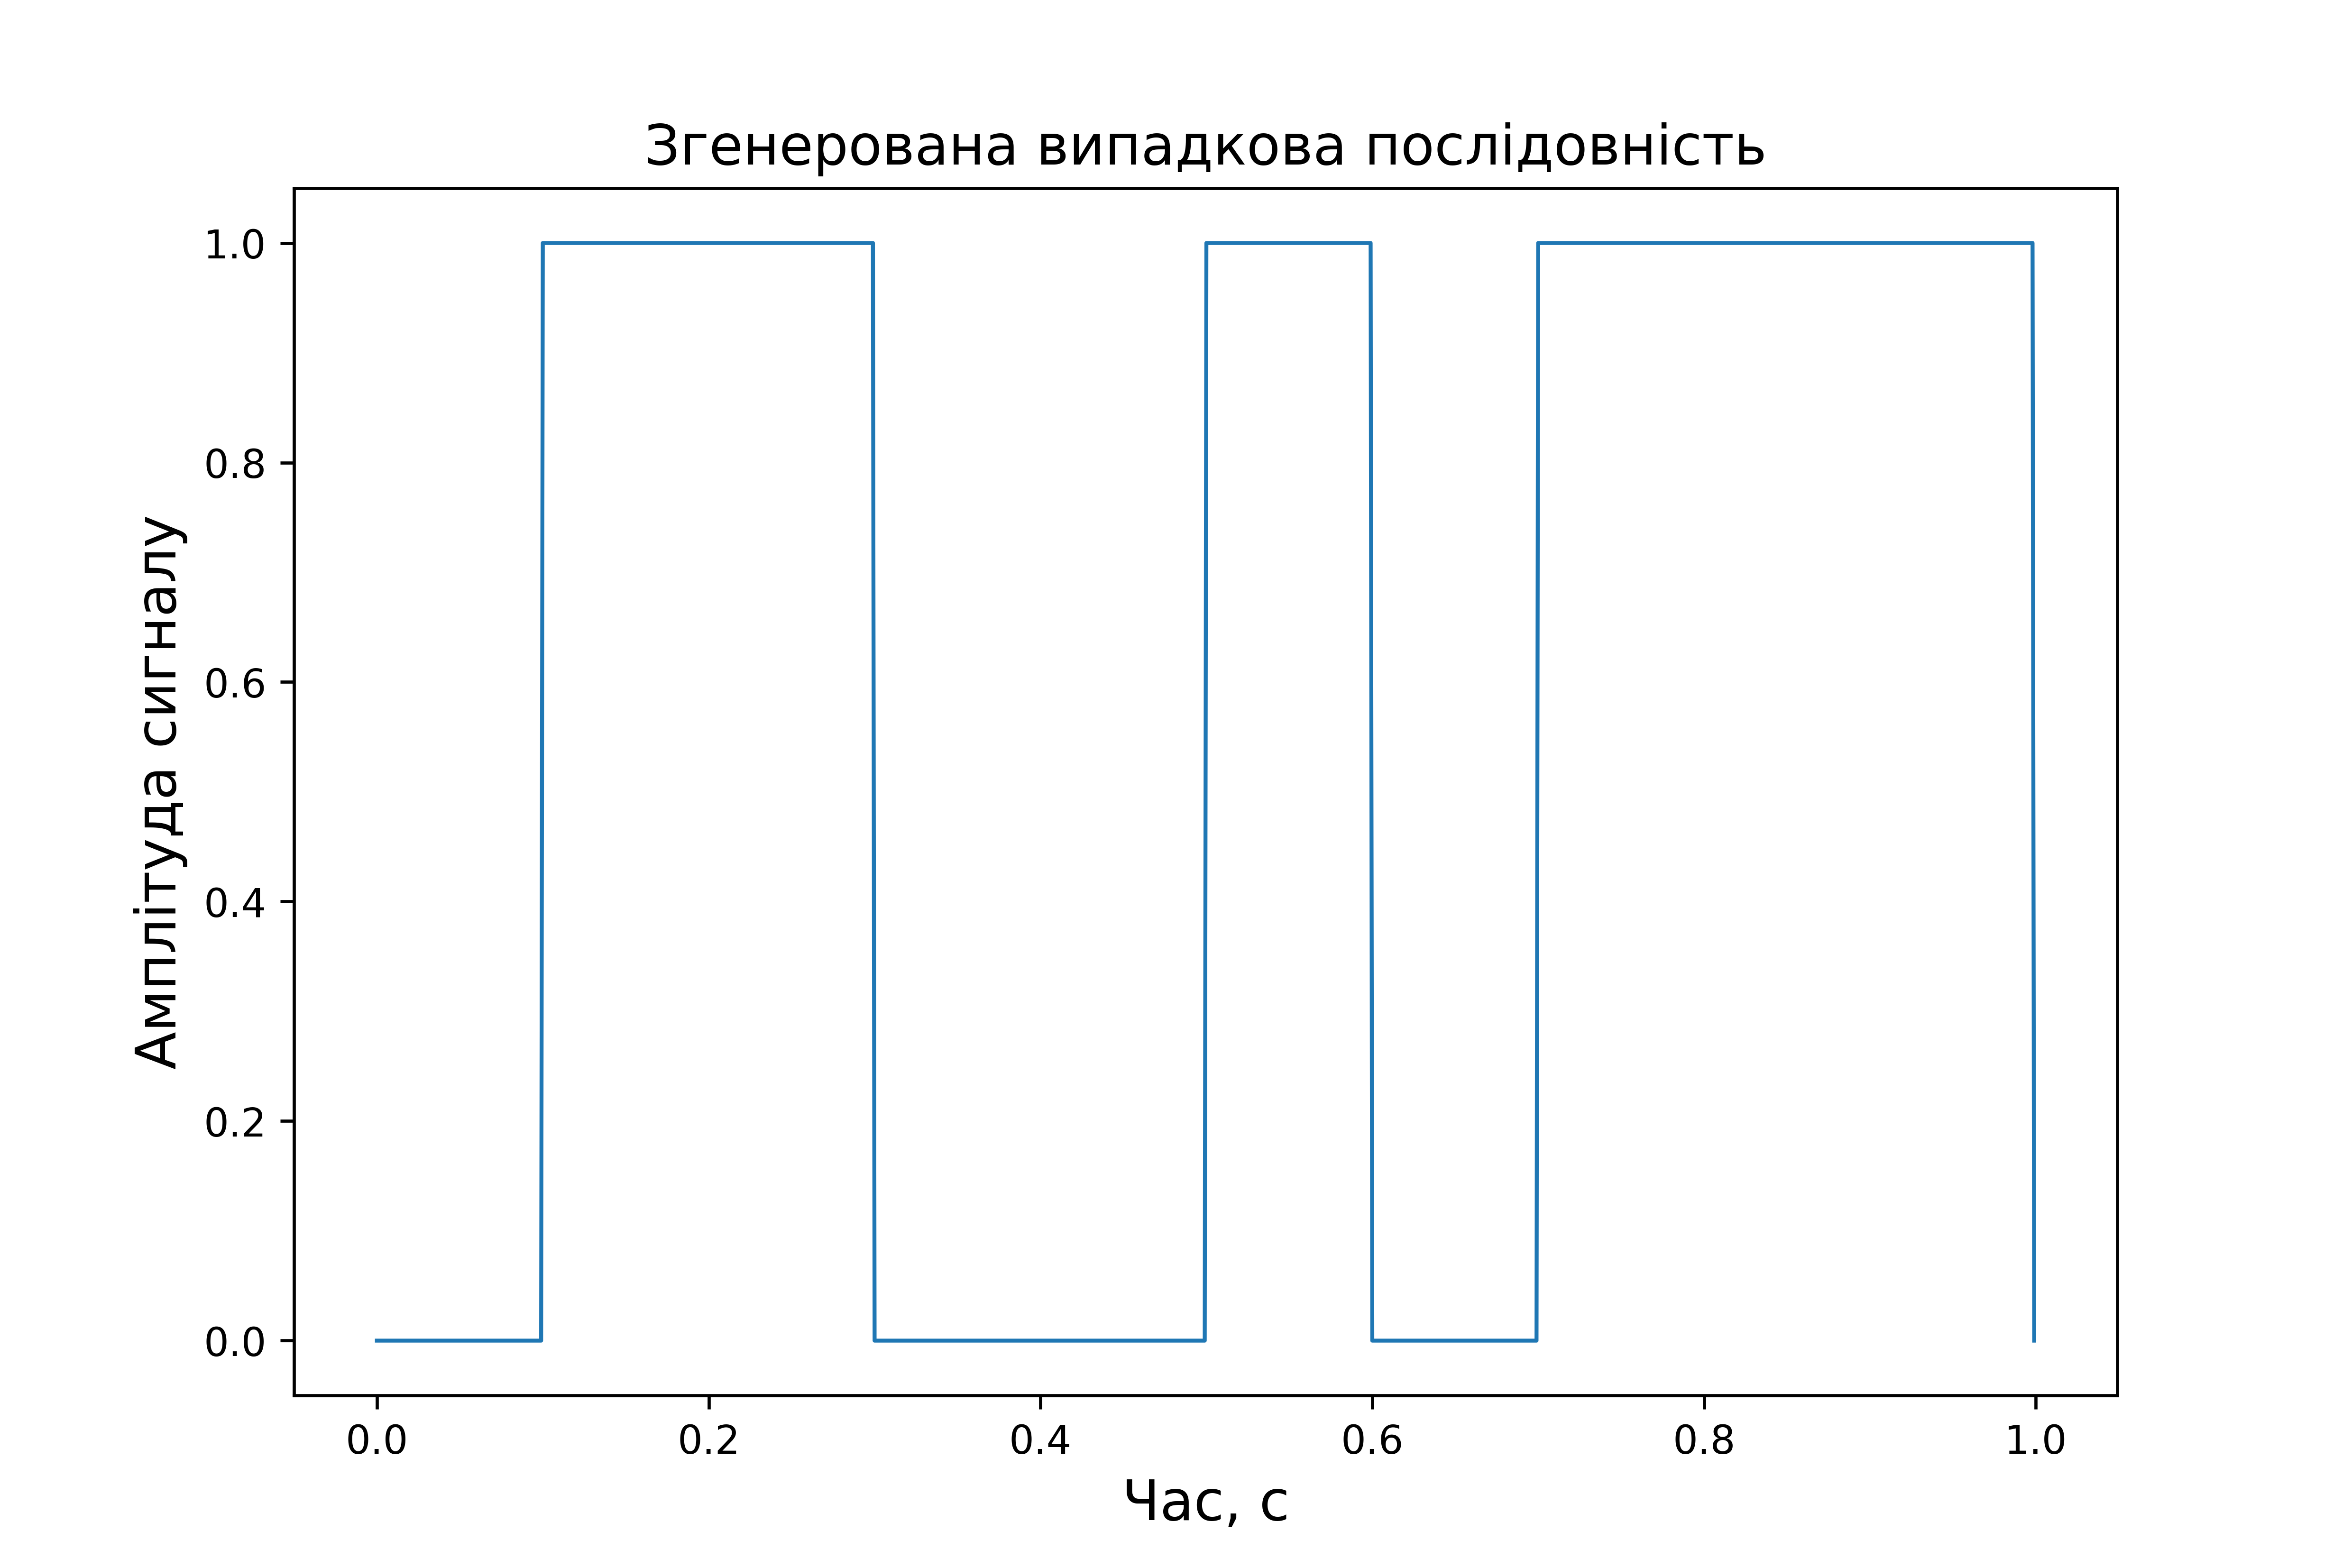 Згенерована випадкова послідовність
Амплітуда сигналу
1.0
0.8
0.6
0.4
0.2
0.0
0.0 0.2 0.4 0.6 0.8 1.0
Час, с